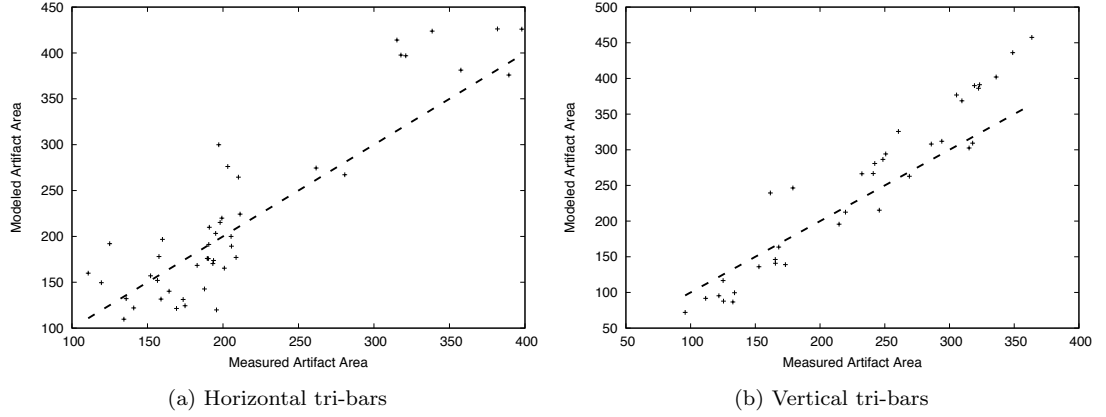 450
400
350
300
250
200
150
100
100 150 200 250 300 350 400
Modeled Artifact Area
Measured Artifact Area
(a) Horizontal tri-bars
500
450
400
350
300
250
200
150
100
50
50 100 150 200 250 300 350 400
Modeled Artifact Area
Measured Artifact Area
(b) Vertical tri-bars